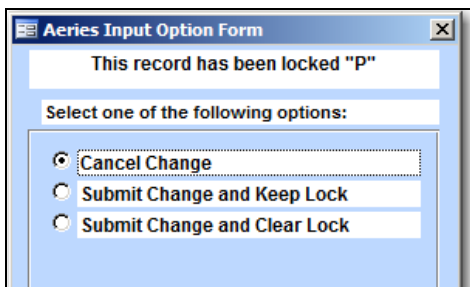 Aeries Input Option Form
This record has been locked "P"
Select one of the following options:
Cancel Change
Submit Change and Keep Lock
Submit Change and Clear Lock